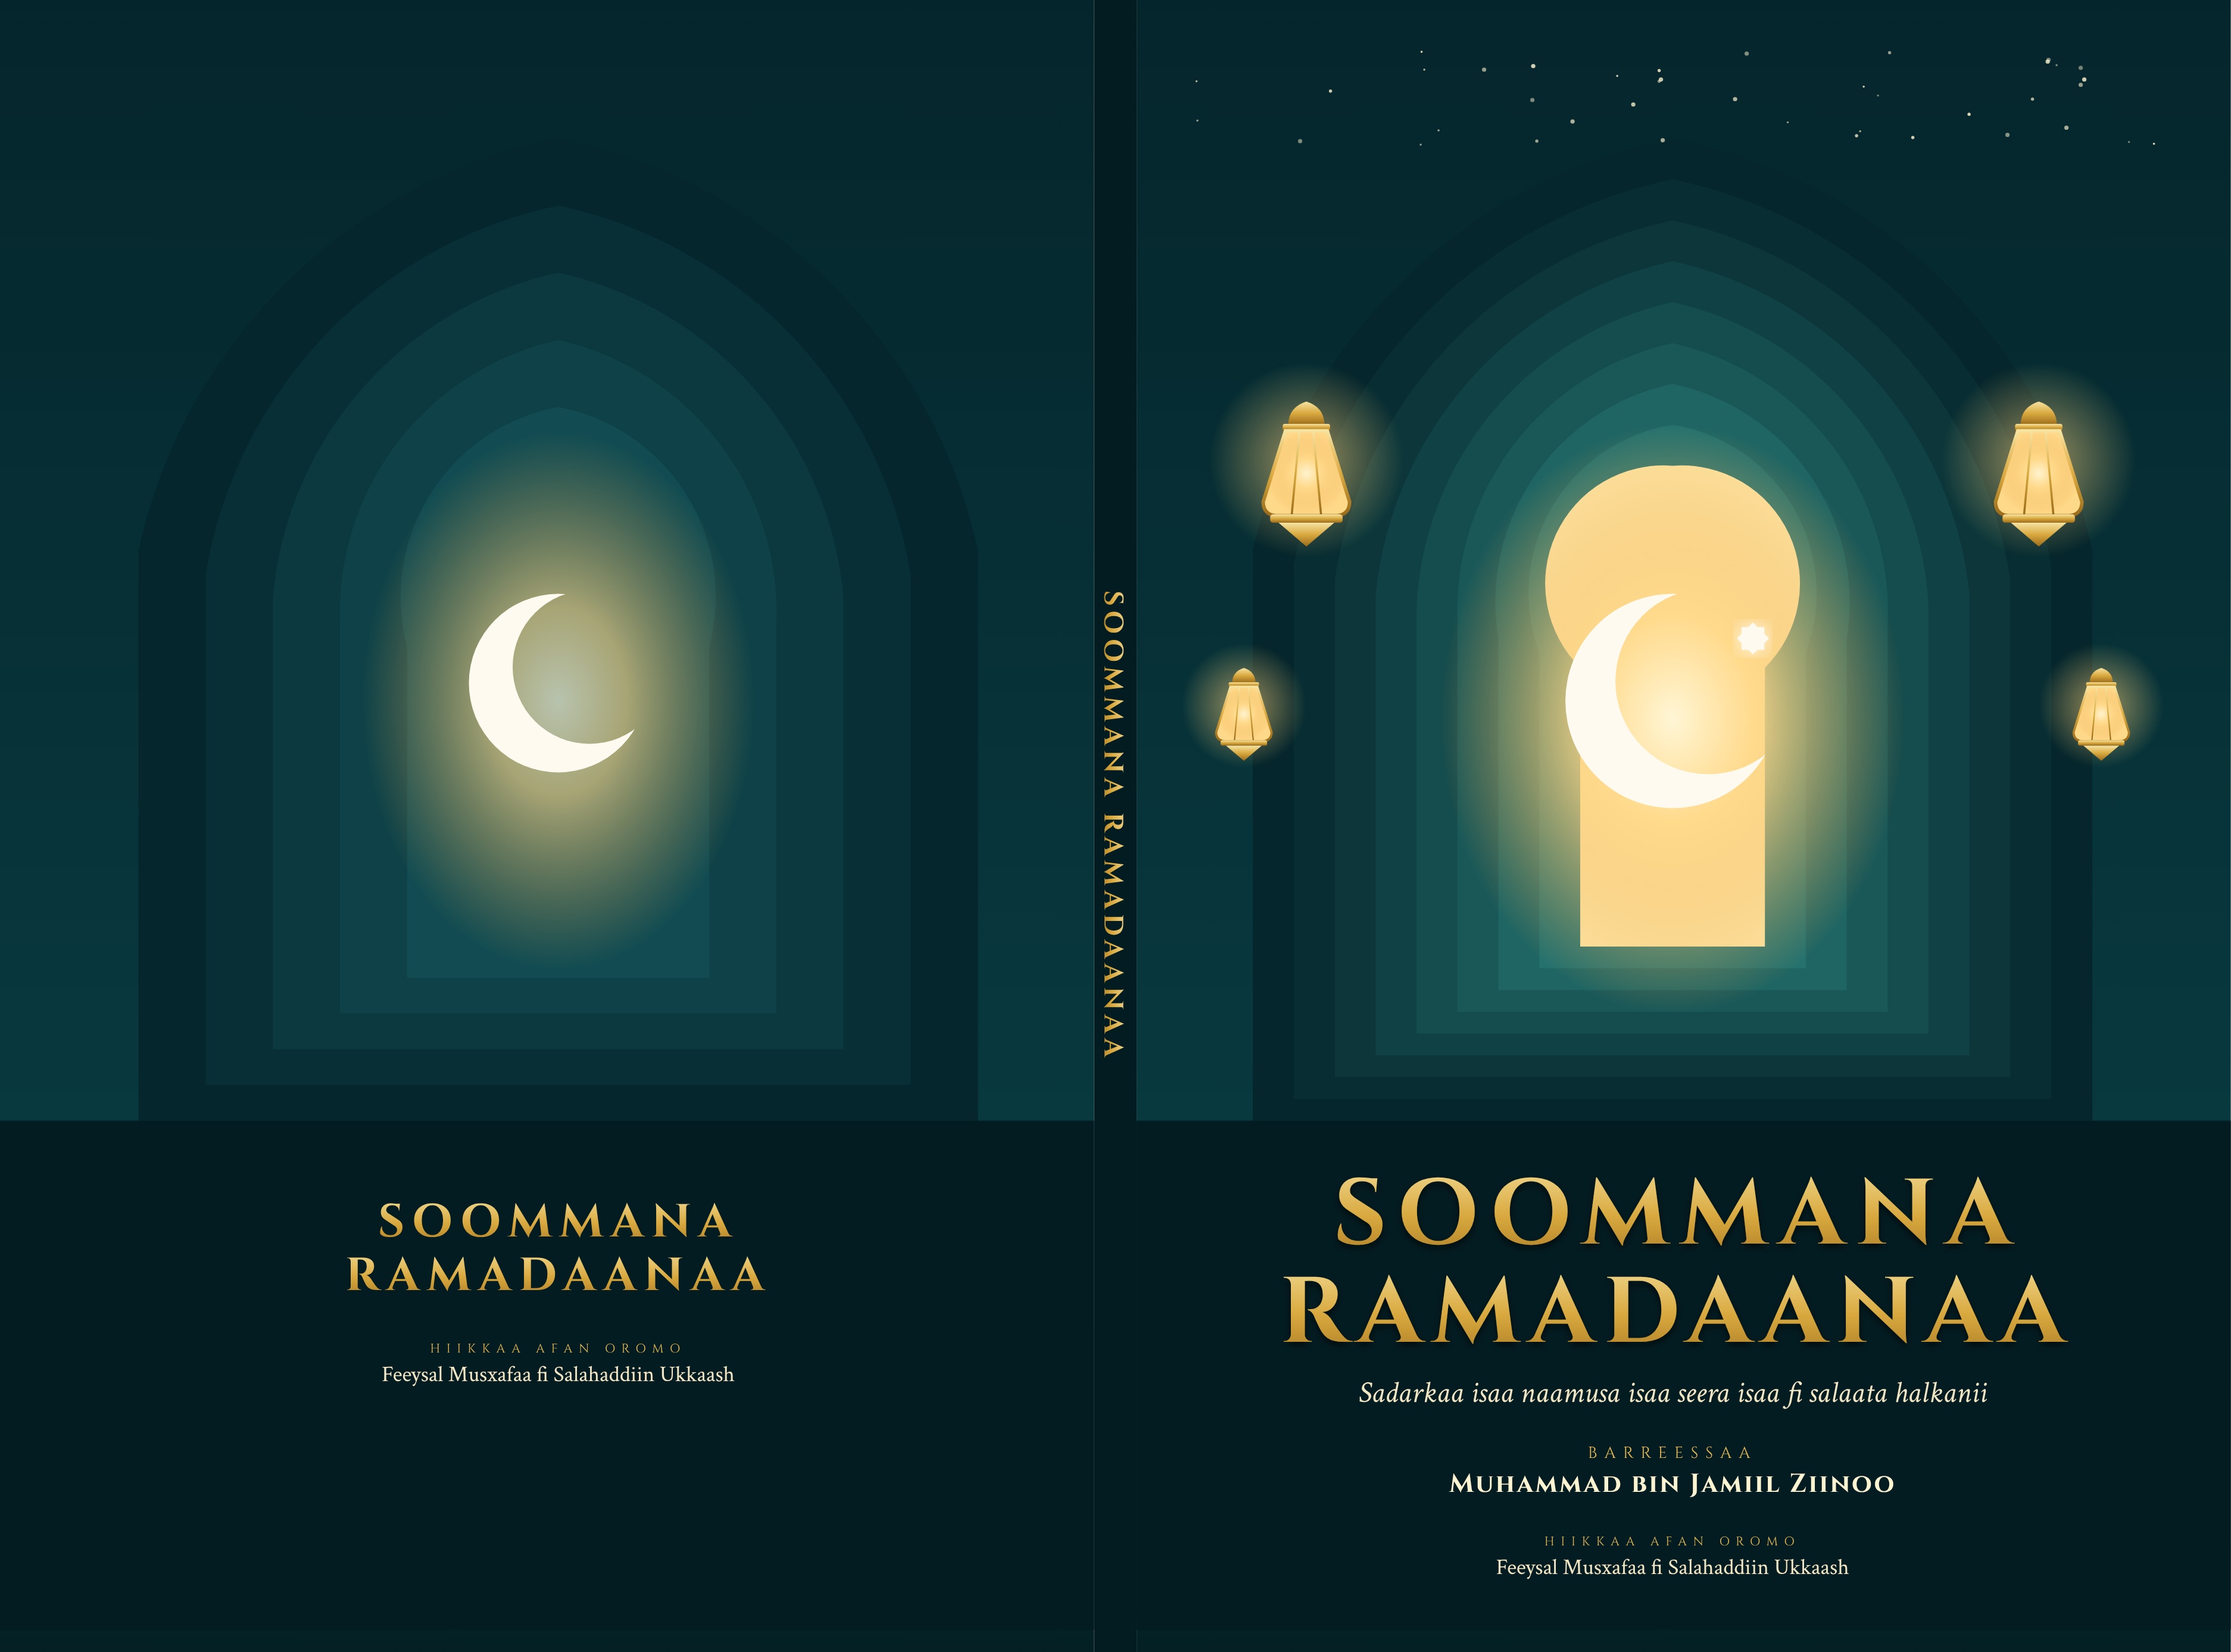 SOOMMANA
RAMADAANAA
HIIKKAA AFAN OROMO
Feeysal Musxafaa fi Salahaddiin Ukkaash
SOOMMANA RAMADAANAA
SOOMMANA
RAMADAANAA
Sadarkaa isaa naamusa isaa seera isaa fi salaata halkanii
BARREESSAA
Muhammad bin Jamiil Ziinoo
HIIKKAA AFAN OROMO
Feeysal Musxafaa fi Salahaddiin Ukkaash